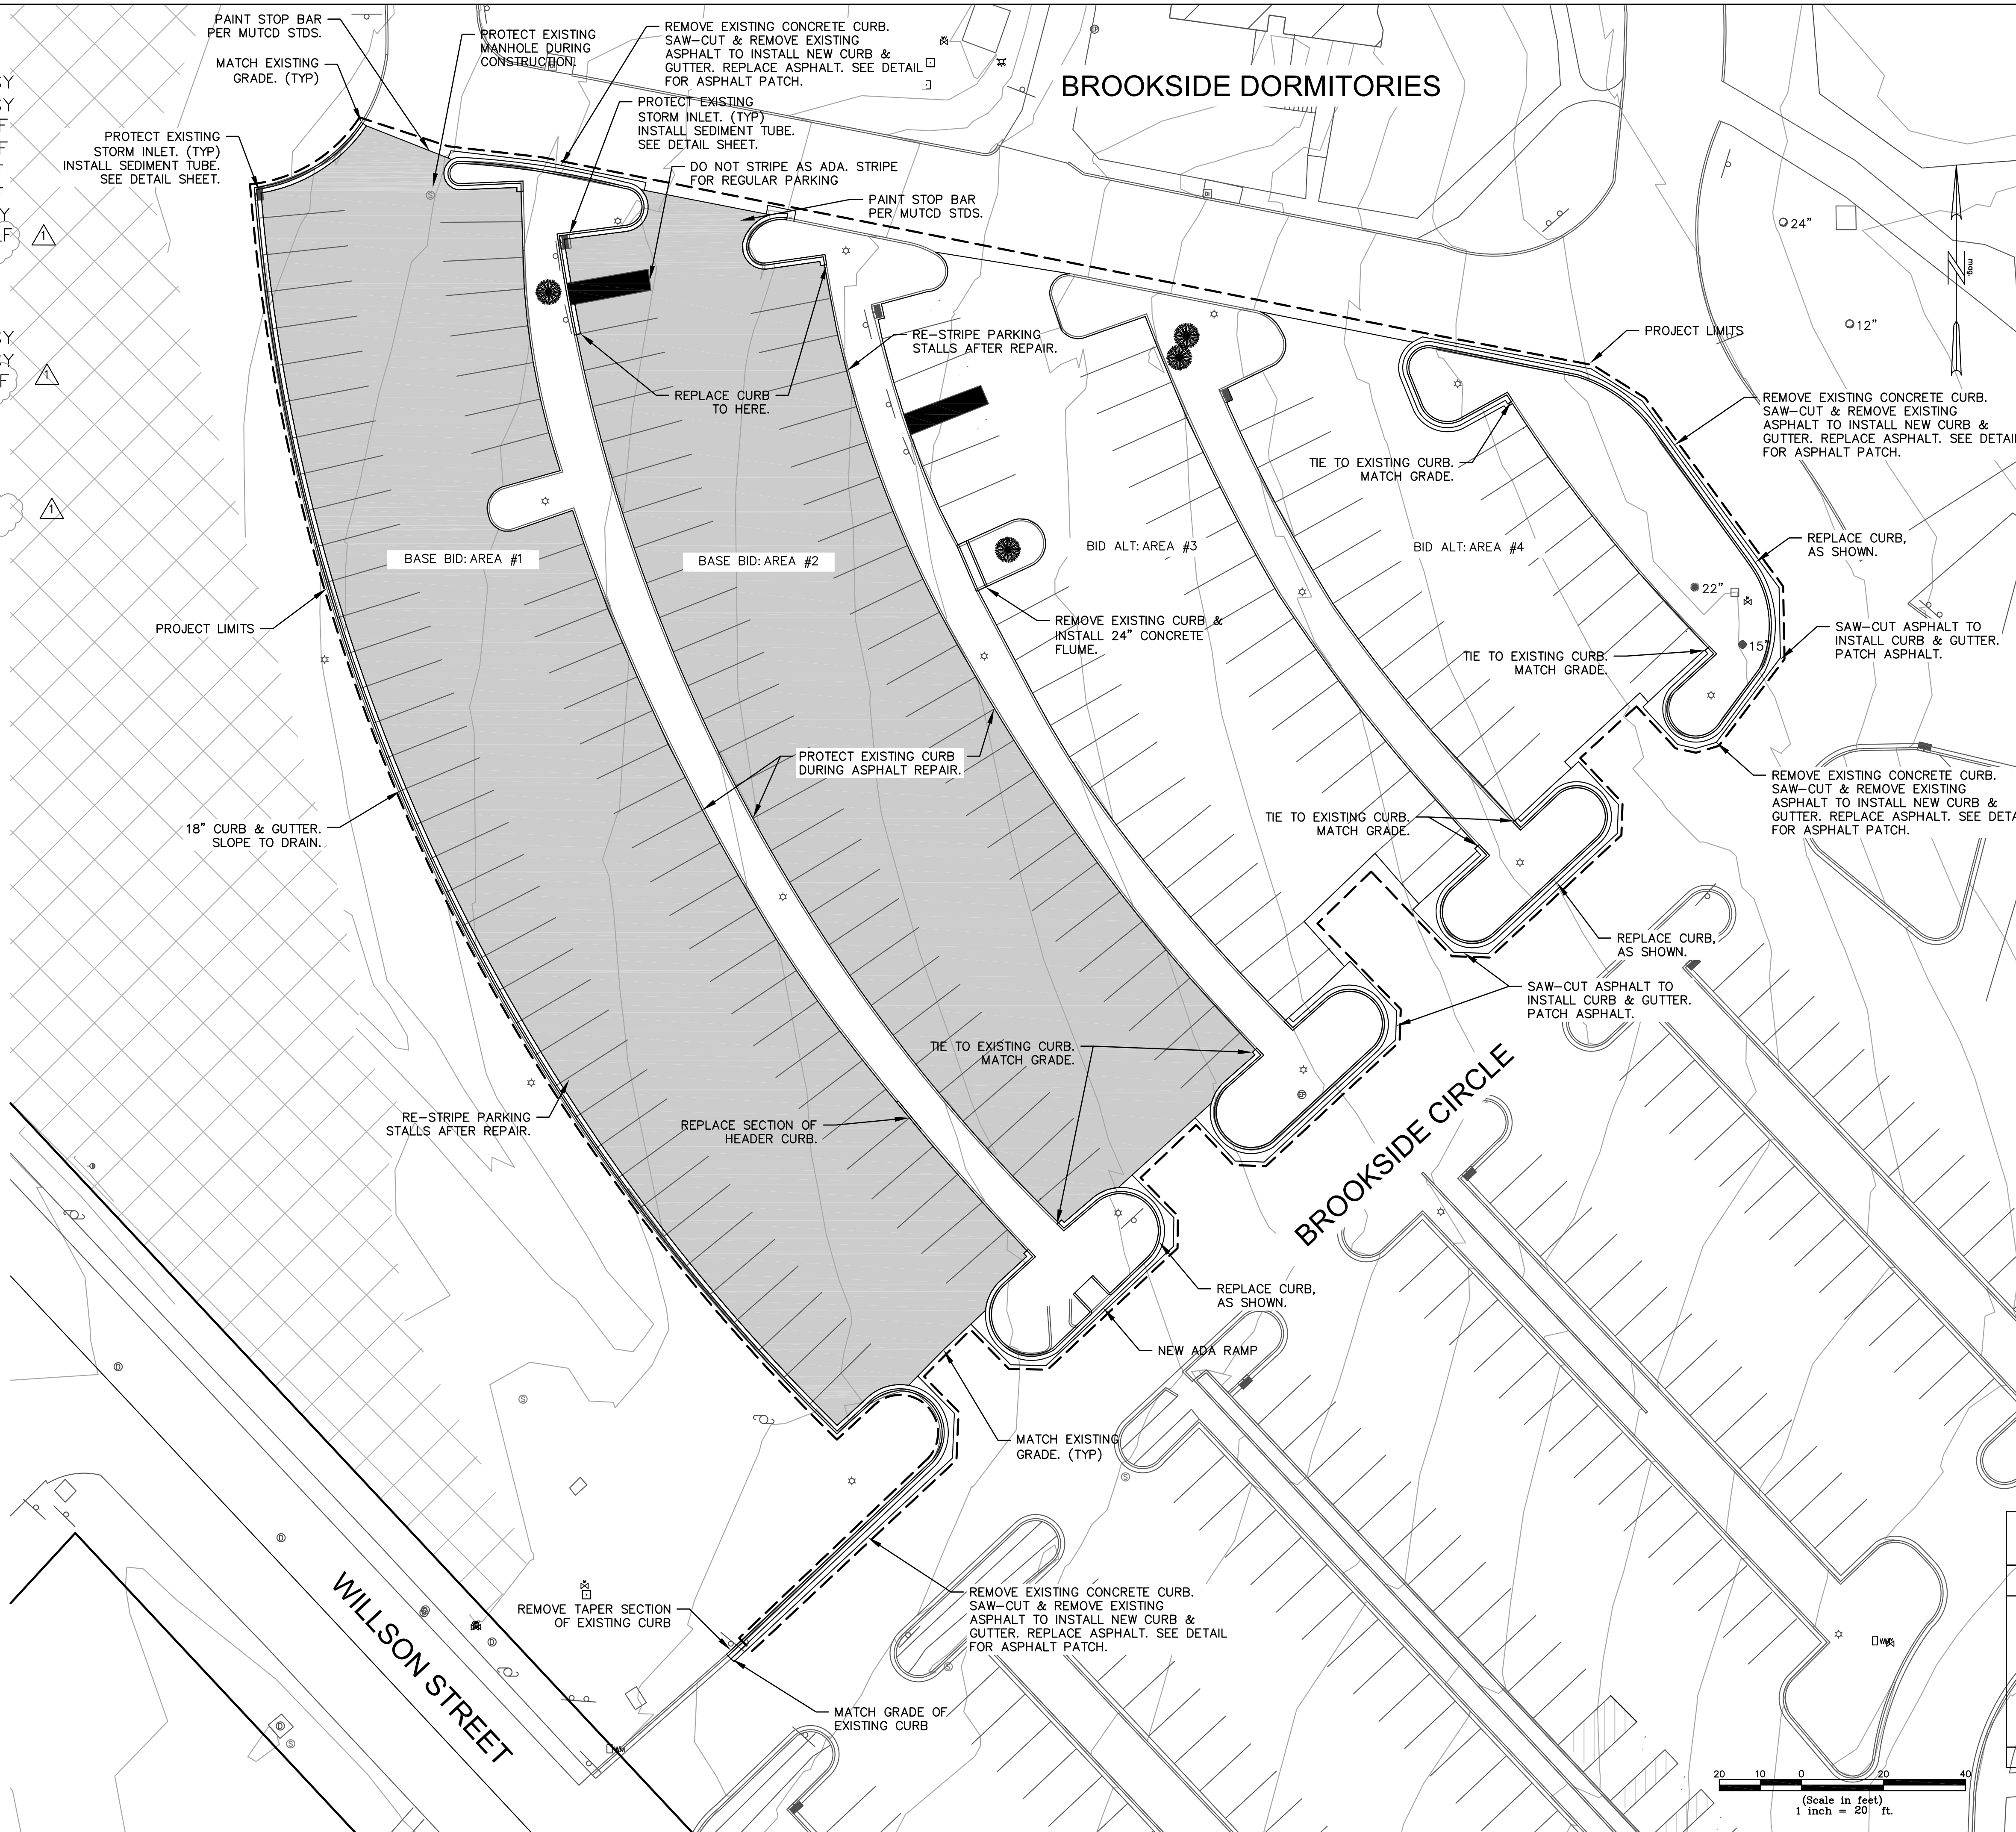 PAINT STOP BAR
PER MUTCD STDS.
MATCH EXISTING
GRADE. (TYP)
PROTECT EXISTING
STORM INLET. (TYP)
INSTALL SEDIMENT TUBE.
SEE DETAIL SHEET.
PROTECT EXISTING
MANHOLE DURING
CONSTRUCTION.
REMOVE EXISTING CONCRETE CURB.
SAW-CUT & REMOVE EXISTING
ASPHALT TO INSTALL NEW CURB &
GUTTER. REPLACE ASPHALT. SEE DETAIL
FOR ASPHALT PATCH.
PROTECT EXISTING
STORM INLET. (TYP)
INSTALL SEDIMENT TUBE.
SEE DETAIL SHEET.
DO NOT STRIPE AS ADA. STRIPE
FOR REGULAR PARKING
PAINT STOP BAR
PER MUTCD STDS.
BROOKSIDE DORMITORIES
24"
12"
mag.
SY
SY
F
F
Y
LF
1
SY
SY
F
1
1
PROJECT LIMITS
RE-STRIPE PARKING
STALLS AFTER REPAIR.
REPLACE CURB
TO HERE.
REMOVE EXISTING CONCRETE CURB.
SAW-CUT & REMOVE EXISTING
ASPHALT TO INSTALL NEW CURB &
GUTTER. REPLACE ASPHALT. SEE DETAI
FOR ASPHALT PATCH.
TIE TO EXISTING CURB.
MATCH GRADE.
BASE BID: AREA #1
BASE BID: AREA #2
BID ALT: AREA #3
BID ALT: AREA #4
REPLACE CURB,
AS SHOWN.
22"
15"
PROJECT LIMITS
REMOVE EXISTING CURB &
INSTALL 24" CONCRETE
FLUME.
SAW-CUT ASPHALT TO
INSTALL CURB & GUTTER.
PATCH ASPHALT.
TIE TO EXISTING CURB.
MATCH GRADE.
PROTECT EXISTING CURB
DURING ASPHALT REPAIR.
REMOVE EXISTING CONCRETE CURB.
SAW-CUT & REMOVE EXISTING
ASPHALT TO INSTALL NEW CURB &
GUTTER. REPLACE ASPHALT. SEE DETA
FOR ASPHALT PATCH.
18" CURB & GUTTER.
SLOPE TO DRAIN.
TIE TO EXISTING CURB.
MATCH GRADE.
REPLACE CURB,
AS SHOWN.
SAW-CUT ASPHALT TO
INSTALL CURB & GUTTER.
PATCH ASPHALT.
TIE TO EXISTING CURB.
MATCH GRADE.
RE-STRIPE PARKING
STALLS AFTER REPAIR.
REPLACE SECTION OF
HEADER CURB.
BROOKSIDE CIRCLE
REPLACE CURB,
AS SHOWN.
NEW ADA RAMP
MATCH EXISTING
GRADE. (TYP)
WILLSON STREET
REMOVE TAPER SECTION
OF EXISTING CURB
REMOVE EXISTING CONCRETE CURB.
SAW-CUT & REMOVE EXISTING
ASPHALT TO INSTALL NEW CURB &
GUTTER. REPLACE ASPHALT. SEE DETAIL
FOR ASPHALT PATCH.
MATCH GRADE OF
EXISTING CURB
20 10 0 20 40
(Scale in feet)
1 inch = 20 ft.